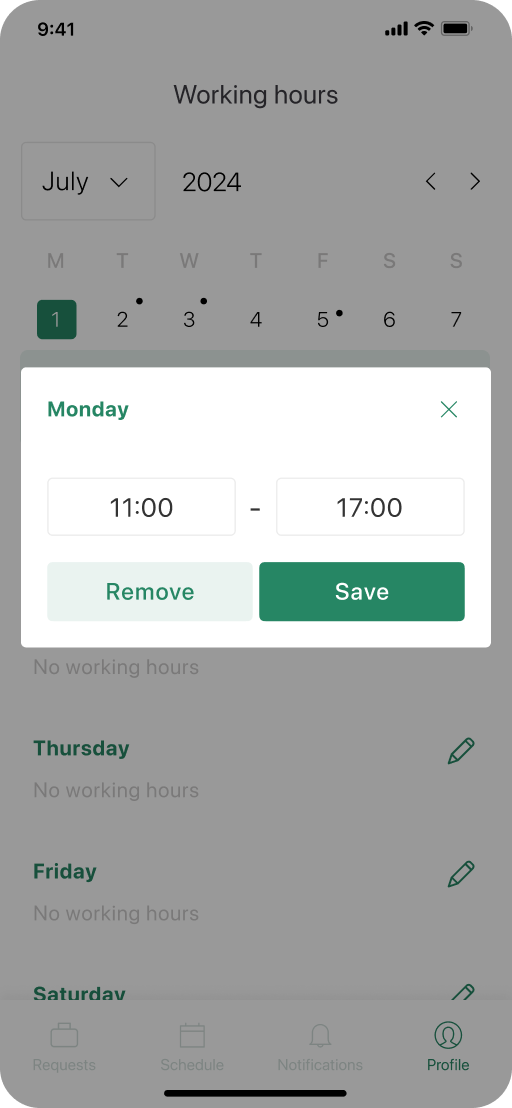 9:41
Working hours
July 2024
M T W T F S S
1 2 3 4 5 6 7
Monday
11:00 - 17:00
Remove Save
No working hours
Thursday
No working hours
Friday
No working hours
Saturday
Requests Schedule Notifications Profile